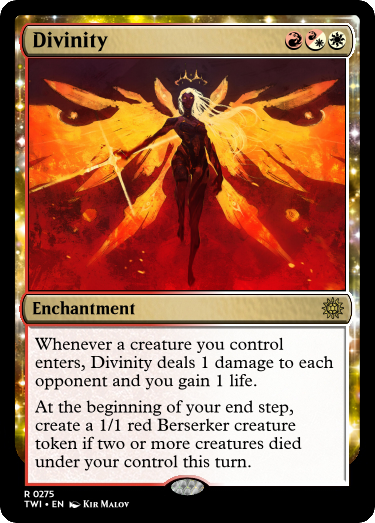 Divinity
Enchantment
Whenever a creature you control
enters, Divinity deals 1 damage to each
opponent and you gain 1 life.
At the beginning of your end step,
create a 1/1 red Berserker creature
token if two or more creatures died
under your control this turn.
R 0275
TWI • EN Kir Malov